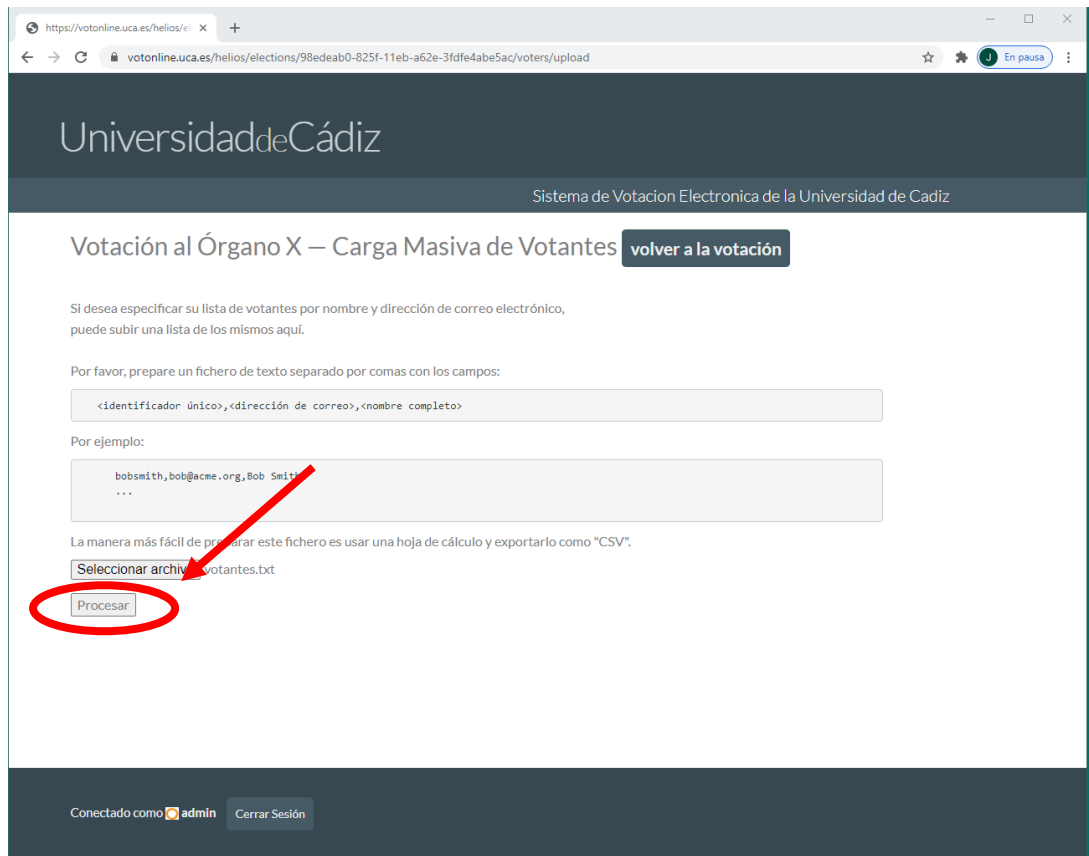 https://votonline.uca.es/helios/el
votonline.uca.es/helios/elections/98edeab0-825f-11eb-a62e-3fdfe4abe5ac/voters/upload
J En pausa
UniversidaddeCádiz
Sistema de Votacion Electronica de la Universidad de Cadiz
Votación al Órgano X — Carga Masiva de Votantes volver a la votación
Si desea especificar su lista de votantes por nombre y dirección de correo electrónico,
puede subir una lista de los mismos aquí.
Por favor, prepare un fichero de texto separado por comas con los campos:
<identificador único>,<dirección de correo>,<nombre completo>
Por ejemplo:
bobsmith,bob@acme.org,Bob Smith
...
La manera más fácil de preparar este fichero es usar una hoja de cálculo y exportarlo como "CSV".
Seleccionar archivo votantes.txt
Procesar
Conectado como admin Cerrar Sesión